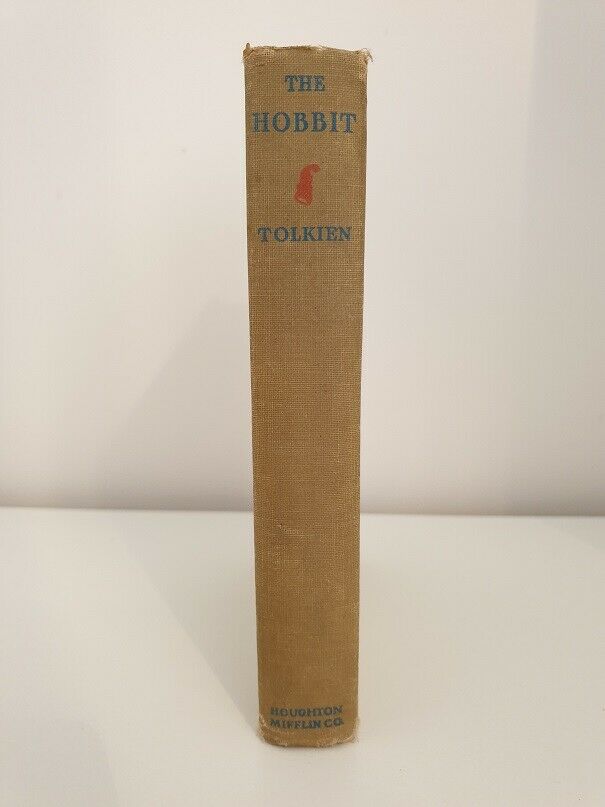 THE
HOBBIT
TOLKIEN
HOUGHTON
MIFFLIN CO.